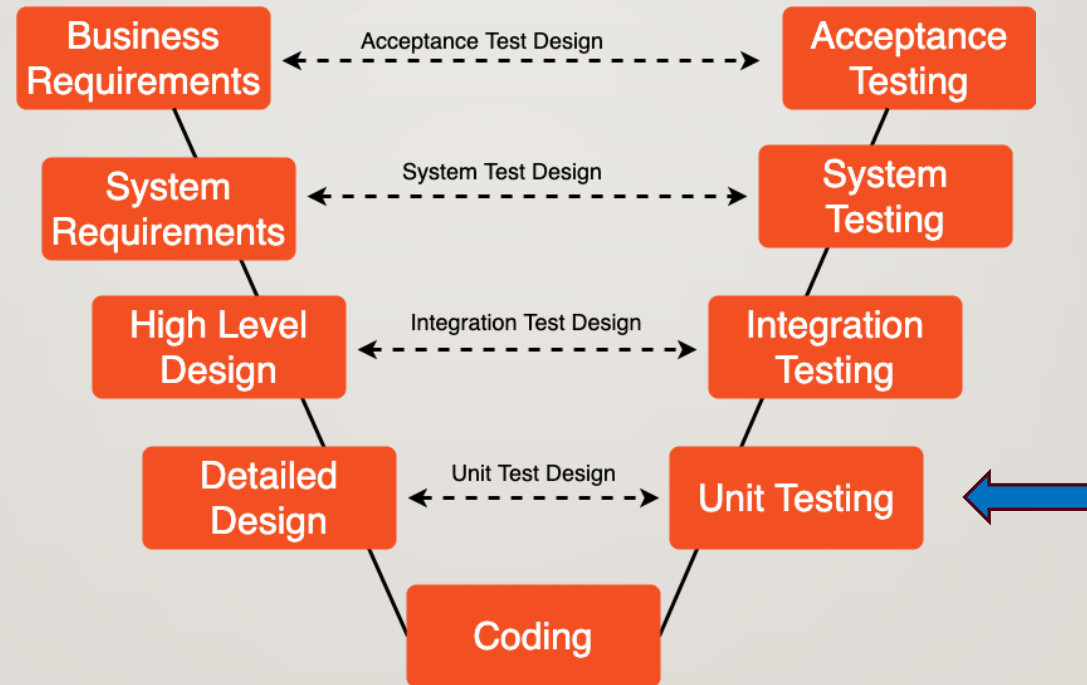 Business
Requirements
Acceptance Test Design
Acceptance
Testing
System
Requirements
System Test Design
System
Testing
High Level
Design
Integration Test Design
Integration
Testing
Detailed
Design
Unit Test Design
Unit Testing
Coding